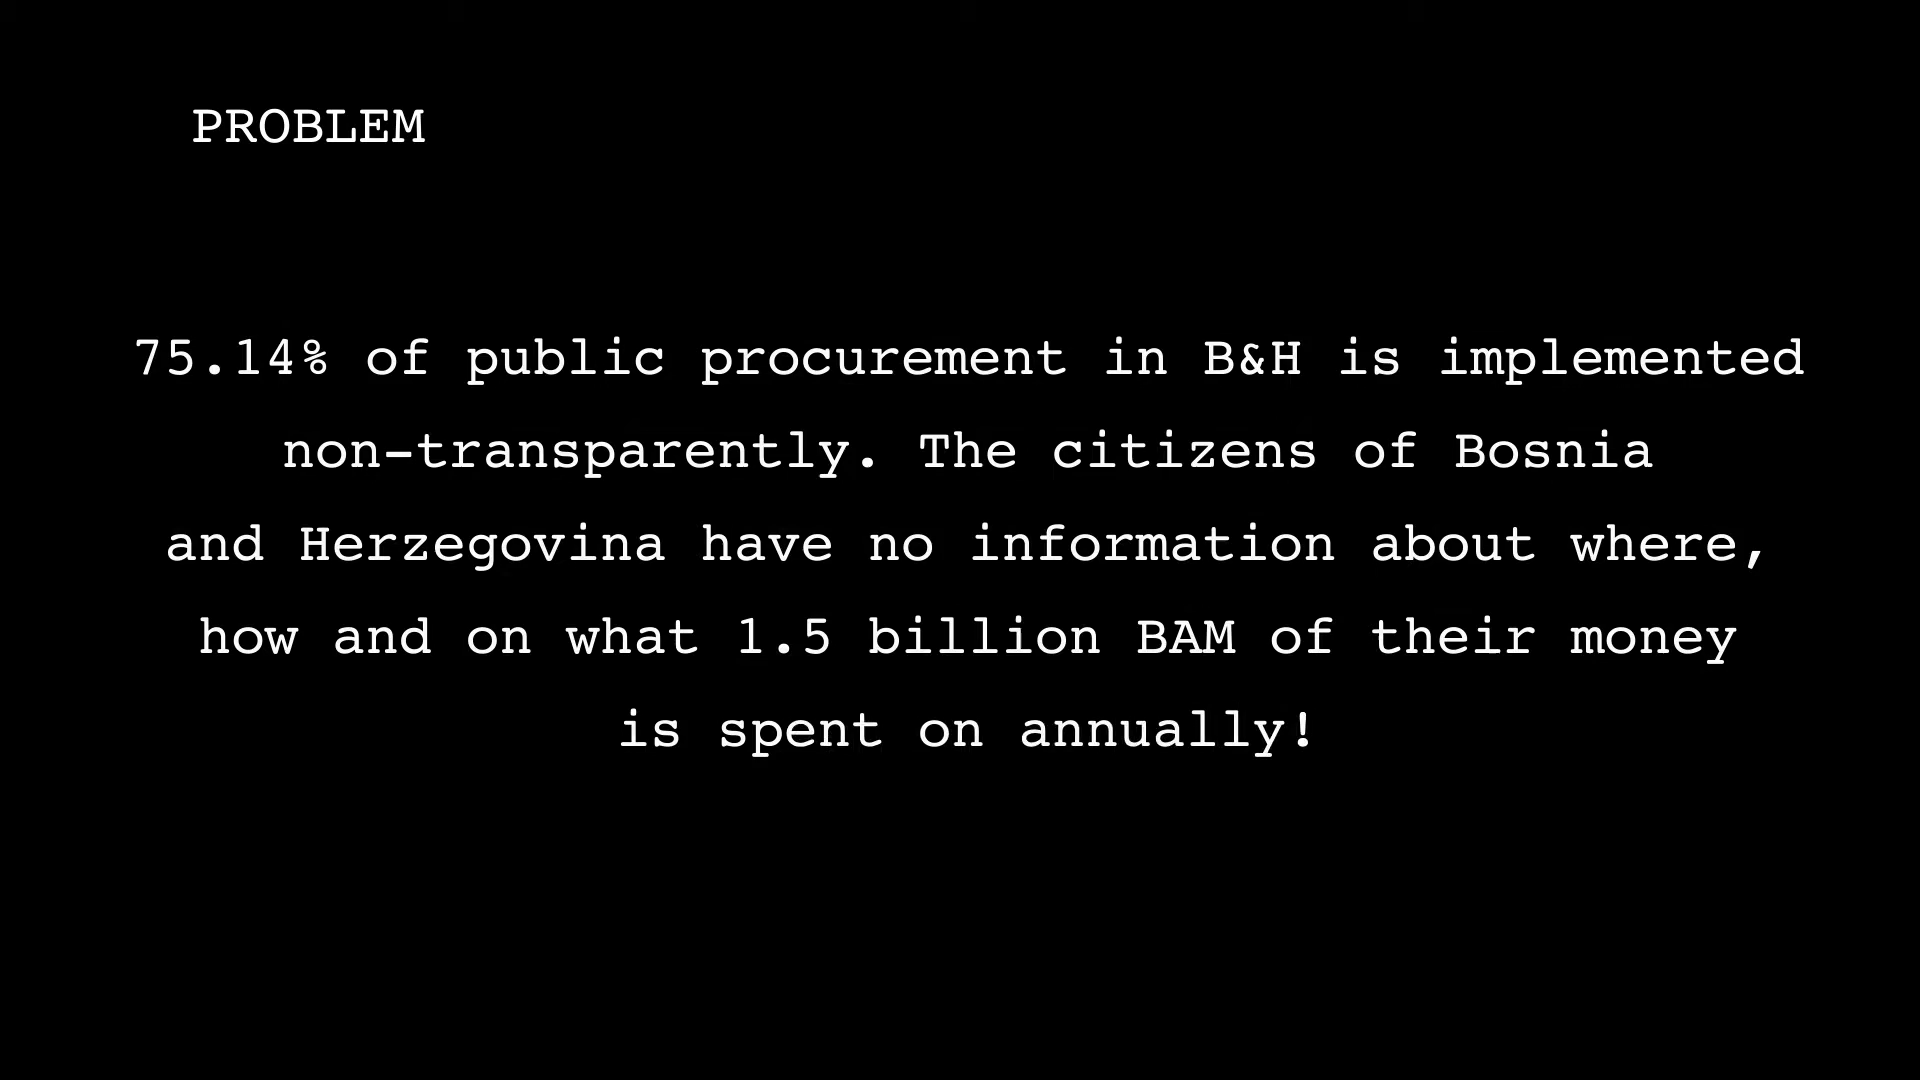 PROBLEM
75.14% of public procurement in B&H is implemented
non-transparently. The citizens of Bosnia
and Herzegovina have no information about where,
how and on what 1.5 billion BAM of their money
is spent on annually!